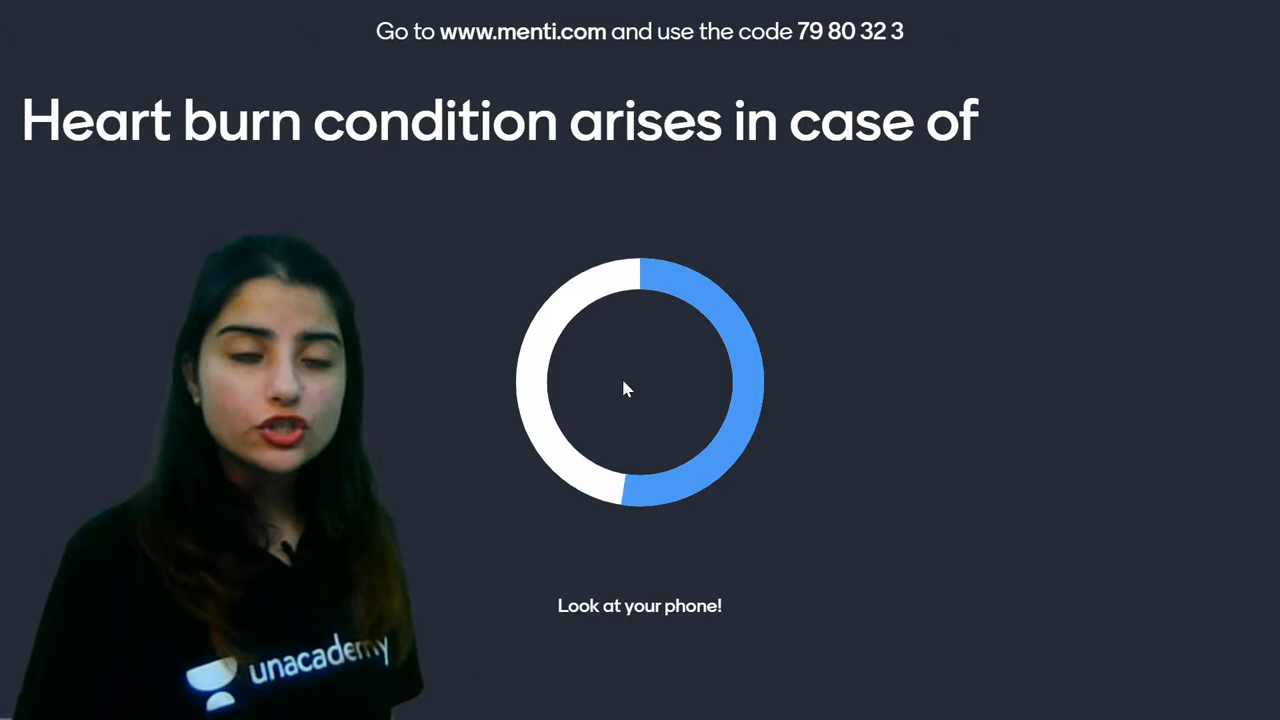 Go to www.menti.com and use the code 79 80 32 3
Heart burn condition arises in case of
Look at your phone!
unacademy